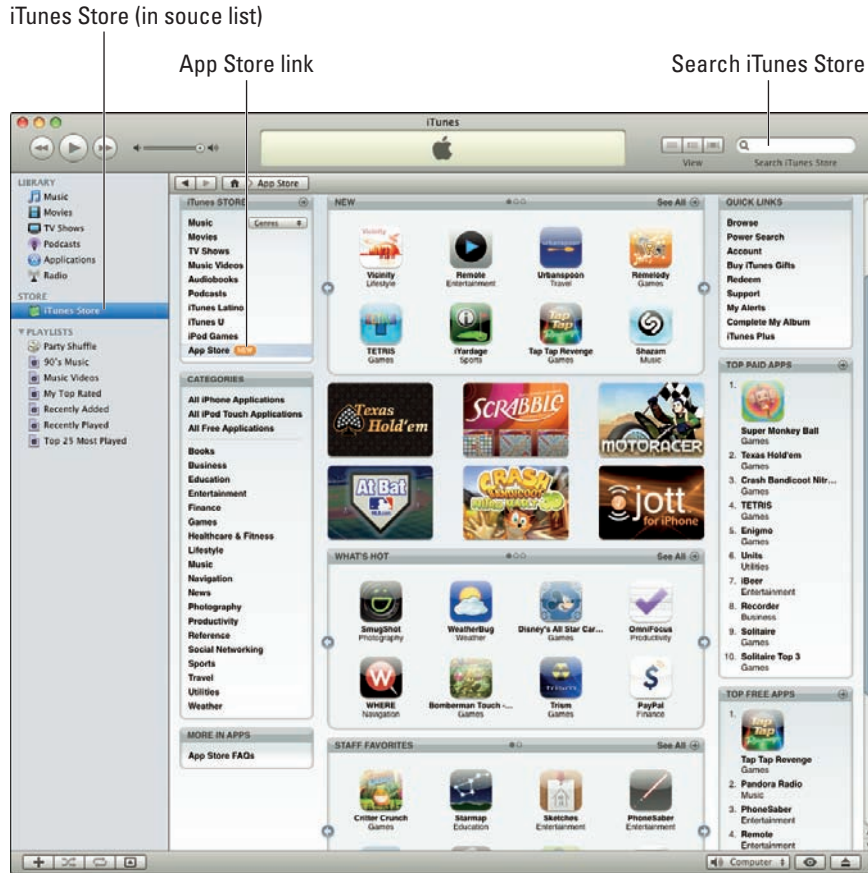 iTunes Store (in souce list)
App Store link
Search iTunes Store
iTunes
View
Search iTunes Store
LIBRARY
Music
Movies
TV Shows
Podcasts
Applications
Radio
STORE
iTunes Store
PLAYLISTS
Party Shuffle
90's Music
Music Videos
My Top Rated
Recently Added
Recently Played
Top 25 Most Played
App Store
iTunes STORE
Music
Genres
Movies
TV Shows
Music Videos
Audiobooks
Podcasts
iTunes Latino
iTunes U
iPod Games
App Store NEW
CATEGORIES
All iPhone Applications
All iPod Touch Applications
All Free Applications
Books
Business
Education
Entertainment
Finance
Games
Healthcare & Fitness
Lifestyle
Music
Navigation
News
Photography
Productivity
Reference
Social Networking
Sports
Travel
Utilities
Weather
MORE IN APPS
App Store FAQs
NEW
See All
Vicinity
Lifestyle
Remote
Entertainment
urbanspoon
Urbanspoon
Travel
Remelody
Games
TETRIS
Games
iYardage
Sports
Tap Tap Revenge
Tap Tap Revenge
Games
Shazam
Music
Texas Hold'em
SCRABBLE
MOTORACER
At Bat
CRASH BANDICOOT NITRO KART 3D
jott for iPhone
WHAT'S HOT
See All
SmugShot
Photography
WeatherBug
Weather
Disney's All Star Car...
Games
OmniFocus
Productivity
WHERE
Navigation
Bomberman Touch -...
Games
Trism
Games
PayPal
Finance
STAFF FAVORITES
See All
Critter Crunch
Games
Starmap
Education
Sketches
Entertainment
PhoneSaber
Entertainment
QUICK LINKS
Browse
Power Search
Account
Buy iTunes Gifts
Redeem
Support
My Alerts
Complete My Album
iTunes Plus
TOP PAID APPS
1.
Super Monkey Ball
Games
2. Texas Hold'em
Games
3. Crash Bandicoot Nitr...
Games
4. TETRIS
Games
5. Enigmo
Games
6. Units
Utilities
7. iBeer
Entertainment
8. Recorder
Business
9. Solitaire
Games
10. Solitaire Top 3
Games
TOP FREE APPS
1.
Tap Tap Revenge
Tap Tap Revenge
Games
2. Pandora Radio
Music
3. PhoneSaber
Entertainment
4. Remote
Entertainment
Computer